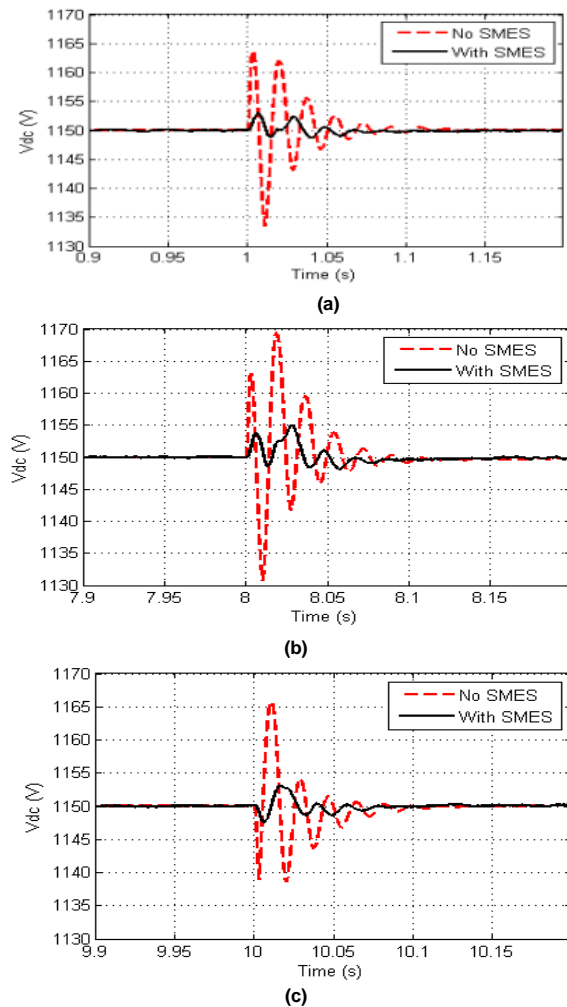 1170
1165
1160
1155
1150
1145
1140
1135
1130
Vdc (V)
No SMES
With SMES
0.9 0.95 1 1.05 1.1 1.15
Time (s)
(a)
1170
1165
1160
1155
1150
1145
1140
1135
1130
Vdc (V)
No SMES
With SMES
7.9 7.95 8 8.05 8.1 8.15
Time (s)
(b)
1170
1165
1160
1155
1150
1145
1140
1135
1130
Vdc (V)
No SMES
With SMES
9.9 9.95 10 10.05 10.1 10.15
Time (s)
(c)